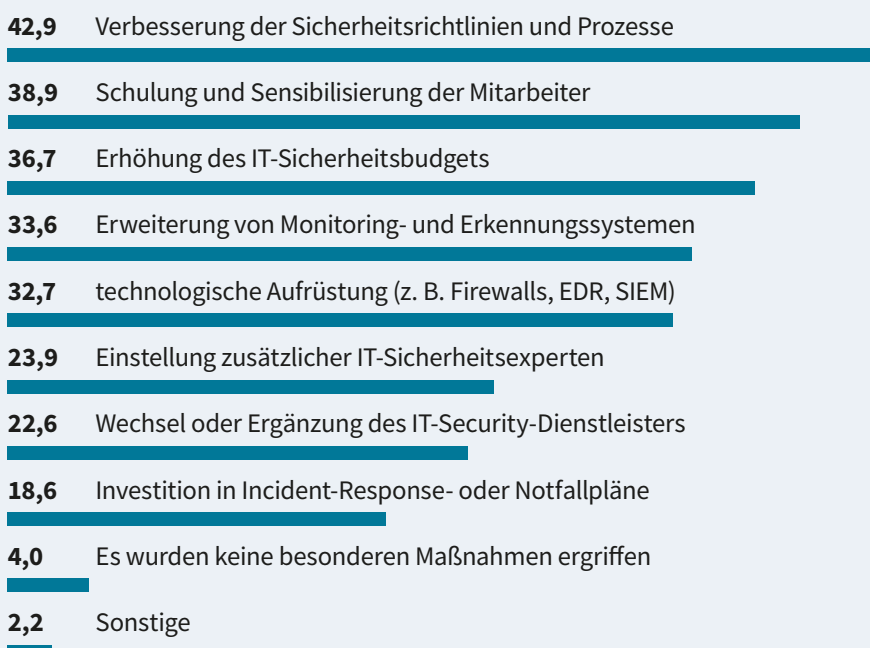 42,9 Verbesserung der Sicherheitsrichtlinien und Prozesse
38,9 Schulung und Sensibilisierung der Mitarbeiter
36,7 Erhöhung des IT-Sicherheitsbudgets
33,6 Erweiterung von Monitoring- und Erkennungssystemen
32,7 technologische Aufrüstung (z. B. Firewalls, EDR, SIEM)
23,9 Einstellung zusätzlicher IT-Sicherheitsexperten
22,6 Wechsel oder Ergänzung des IT-Security-Dienstleisters
18,6 Investition in Incident-Response- oder Notfallpläne
4,0 Es wurden keine besonderen Maßnahmen ergriffen
2,2 Sonstige